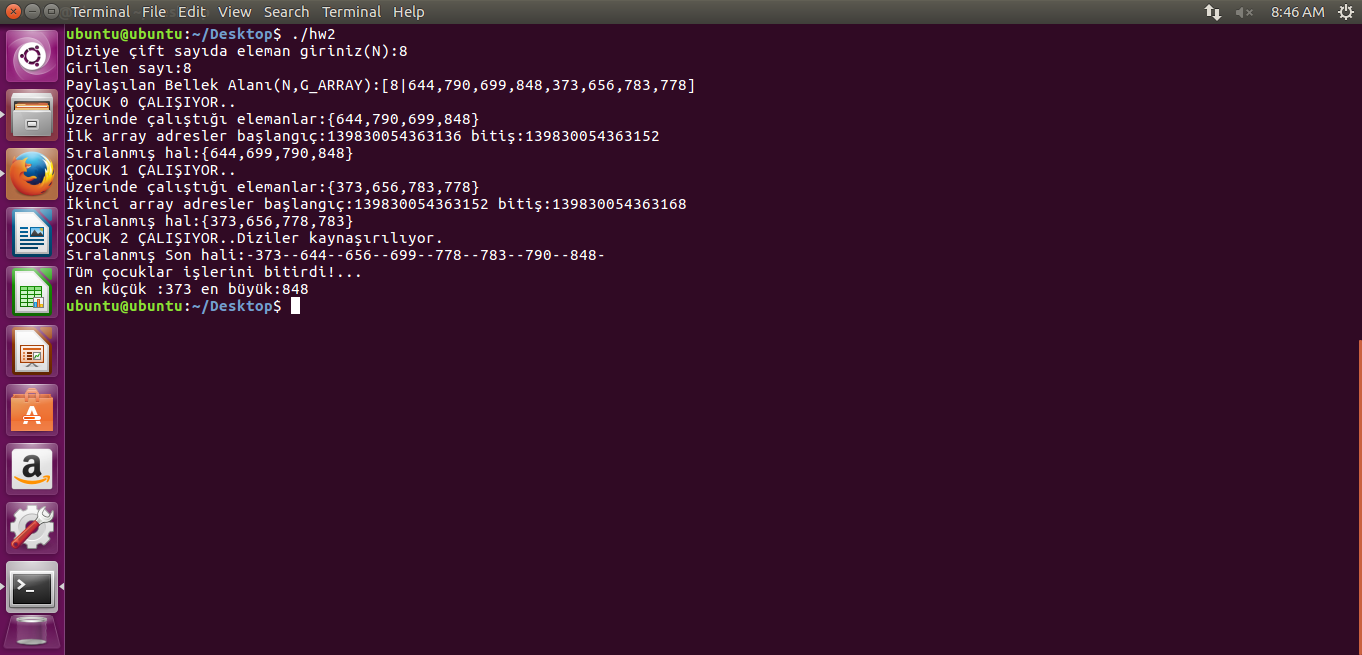 Terminal File Edit View Search Terminal Help 8:46 AM
ubuntu@ubuntu:~/Desktop$ ./hw2
Diziye çift sayıda eleman giriniz(N):8
Girilen sayı:8
Paylaşılan Bellek Alanı(N,G_ARRAY):[8|644,790,699,848,373,656,783,778]
ÇOCUK 0 ÇALIŞIYOR..
Üzerinde çalıştığı elemanlar:{644,790,699,848}
İlk array adresler başlangıç:139830054363136 bitiş:139830054363152
Sıralanmış hal:{644,699,790,848}
ÇOCUK 1 ÇALIŞIYOR..
Üzerinde çalıştığı elemanlar:{373,656,783,778}
İkinci array adresler başlangıç:139830054363152 bitiş:139830054363168
Sıralanmış hal:{373,656,778,783}
ÇOCUK 2 ÇALIŞIYOR..Diziler kaynaşırılıyor.
Sıralanmış Son hali:-373--644--656--699--778--783--790--848-
Tüm çocuklar işlerini bitirdi!...
en küçük :373 en büyük:848
ubuntu@ubuntu:~/Desktop$